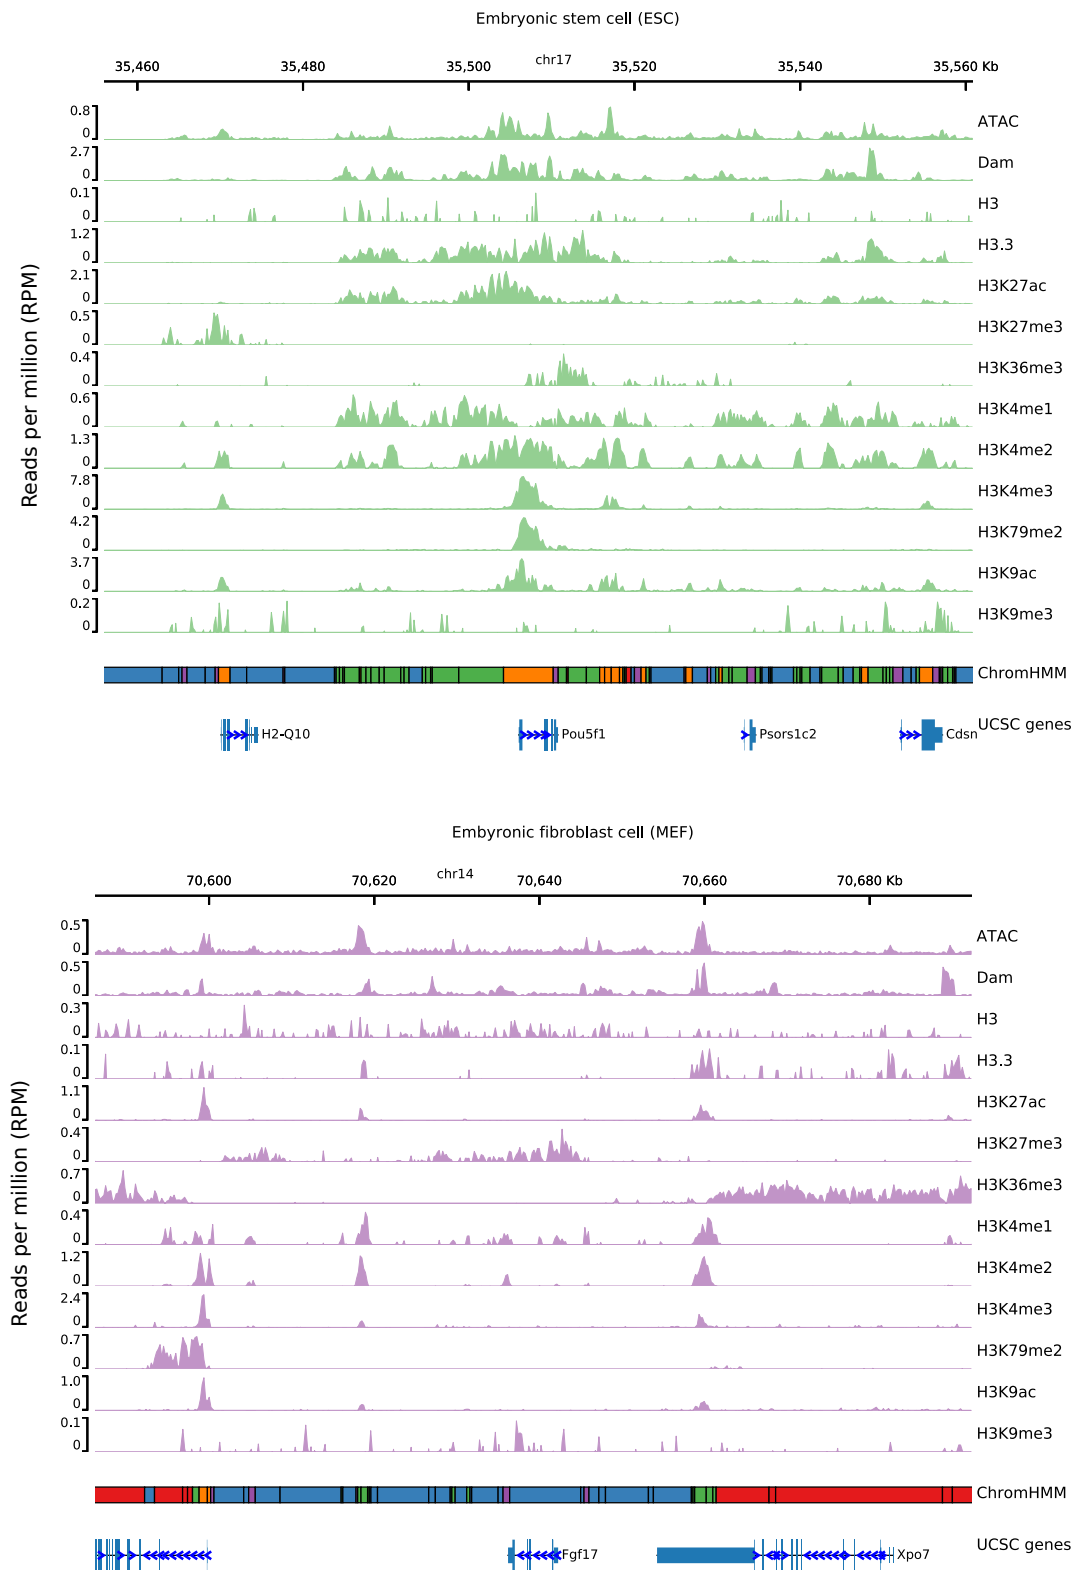 Embryonic stem cell (ESC)
chr17
35,460 35,480 35,500 35,520 35,540 35,560 Kb
Reads per million (RPM)
0.8 0 ATAC
2.7 0 Dam
0.1 0 H3
1.2 0 H3.3
2.1 0 H3K27ac
0.5 0 H3K27me3
0.4 0 H3K36me3
0.6 0 H3K4me1
1.3 0 H3K4me2
7.8 0 H3K4me3
4.2 0 H3K79me2
3.7 0 H3K9ac
0.2 0 H3K9me3
ChromHMM
H2-Q10 Pou5f1 Psors1c2 Cdsn UCSC genes
Embyronic fibroblast cell (MEF)
chr14
70,600 70,620 70,640 70,660 70,680 Kb
Reads per million (RPM)
0.5 0 ATAC
0.5 0 Dam
0.3 0 H3
0.1 0 H3.3
1.1 0 H3K27ac
0.4 0 H3K27me3
0.7 0 H3K36me3
0.4 0 H3K4me1
1.2 0 H3K4me2
2.4 0 H3K4me3
0.7 0 H3K79me2
1.0 0 H3K9ac
0.1 0 H3K9me3
ChromHMM
Fgf17 Xpo7 UCSC genes